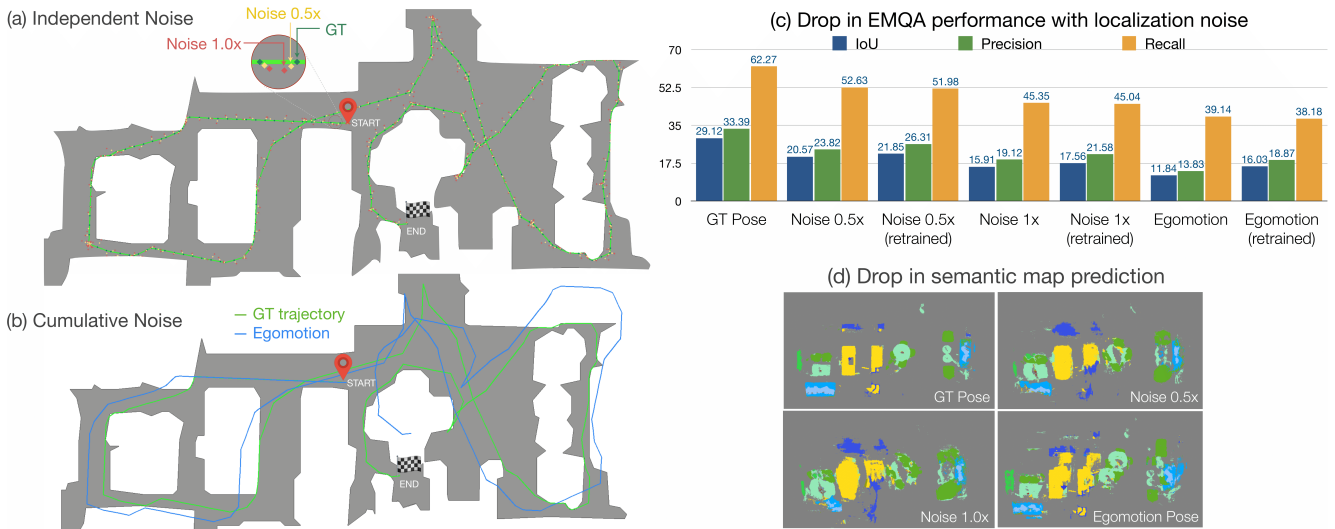 (a) Independent Noise
Noise 0.5x
GT
Noise 1.0x
START
END
(b) Cumulative Noise
GT trajectory
Egomotion
START
END
(c) Drop in EMQA performance with localization noise
IoU
Precision
Recall
70
52.5
35
17.5
0
29.12
33.39
62.27
20.57
23.82
52.63
21.85
26.31
51.98
15.91
19.12
45.35
17.56
21.58
45.04
11.84
13.83
39.14
16.03
18.87
38.18
GT Pose
Noise 0.5x
Noise 0.5x
(retrained)
Noise 1x
Noise 1x
(retrained)
Egomotion
Egomotion
(retrained)
(d) Drop in semantic map prediction
GT Pose
Noise 0.5x
Noise 1.0x
Egomotion Pose